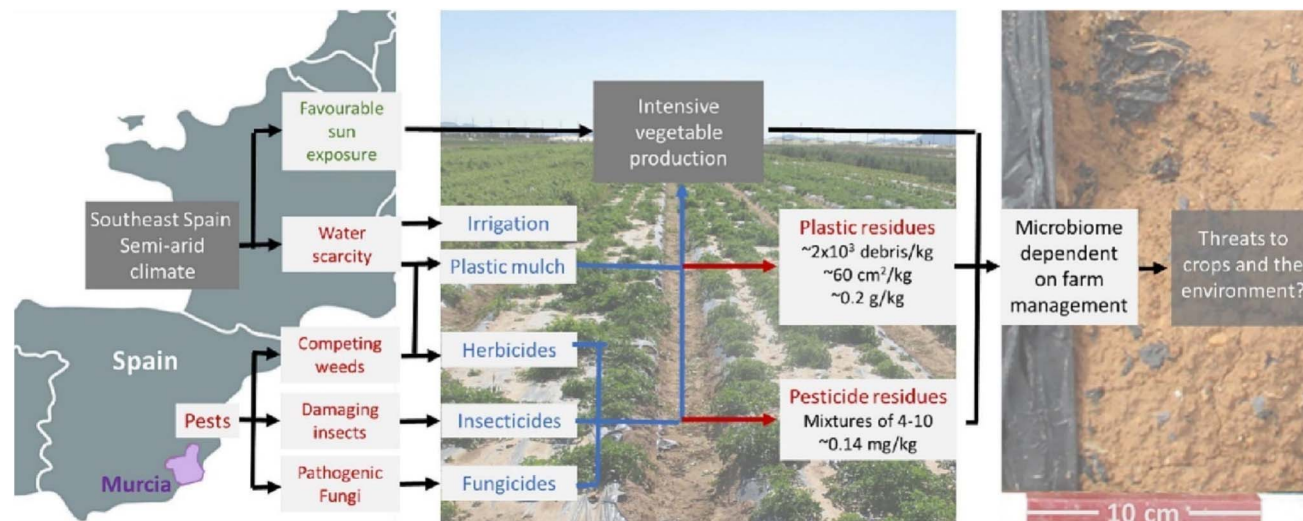 Favourable
sun
exposure
Intensive
vegetable
production
Southeast Spain
Semi-arid
climate
Water
scarcity
Irrigation
Plastic mulch
Plastic residues
~2x10³ debris/kg
~60 cm²/kg
~0.2 g/kg
Microbiome
dependent
on farm
management
Threats to
crops and the
environment?
Spain
Competing
weeds
Herbicides
Pests
Damaging
insects
Insecticides
Pesticide residues
Mixtures of 4-10
~0.14 mg/kg
Murcia
Pathogenic
Fungi
Fungicides
10 cm